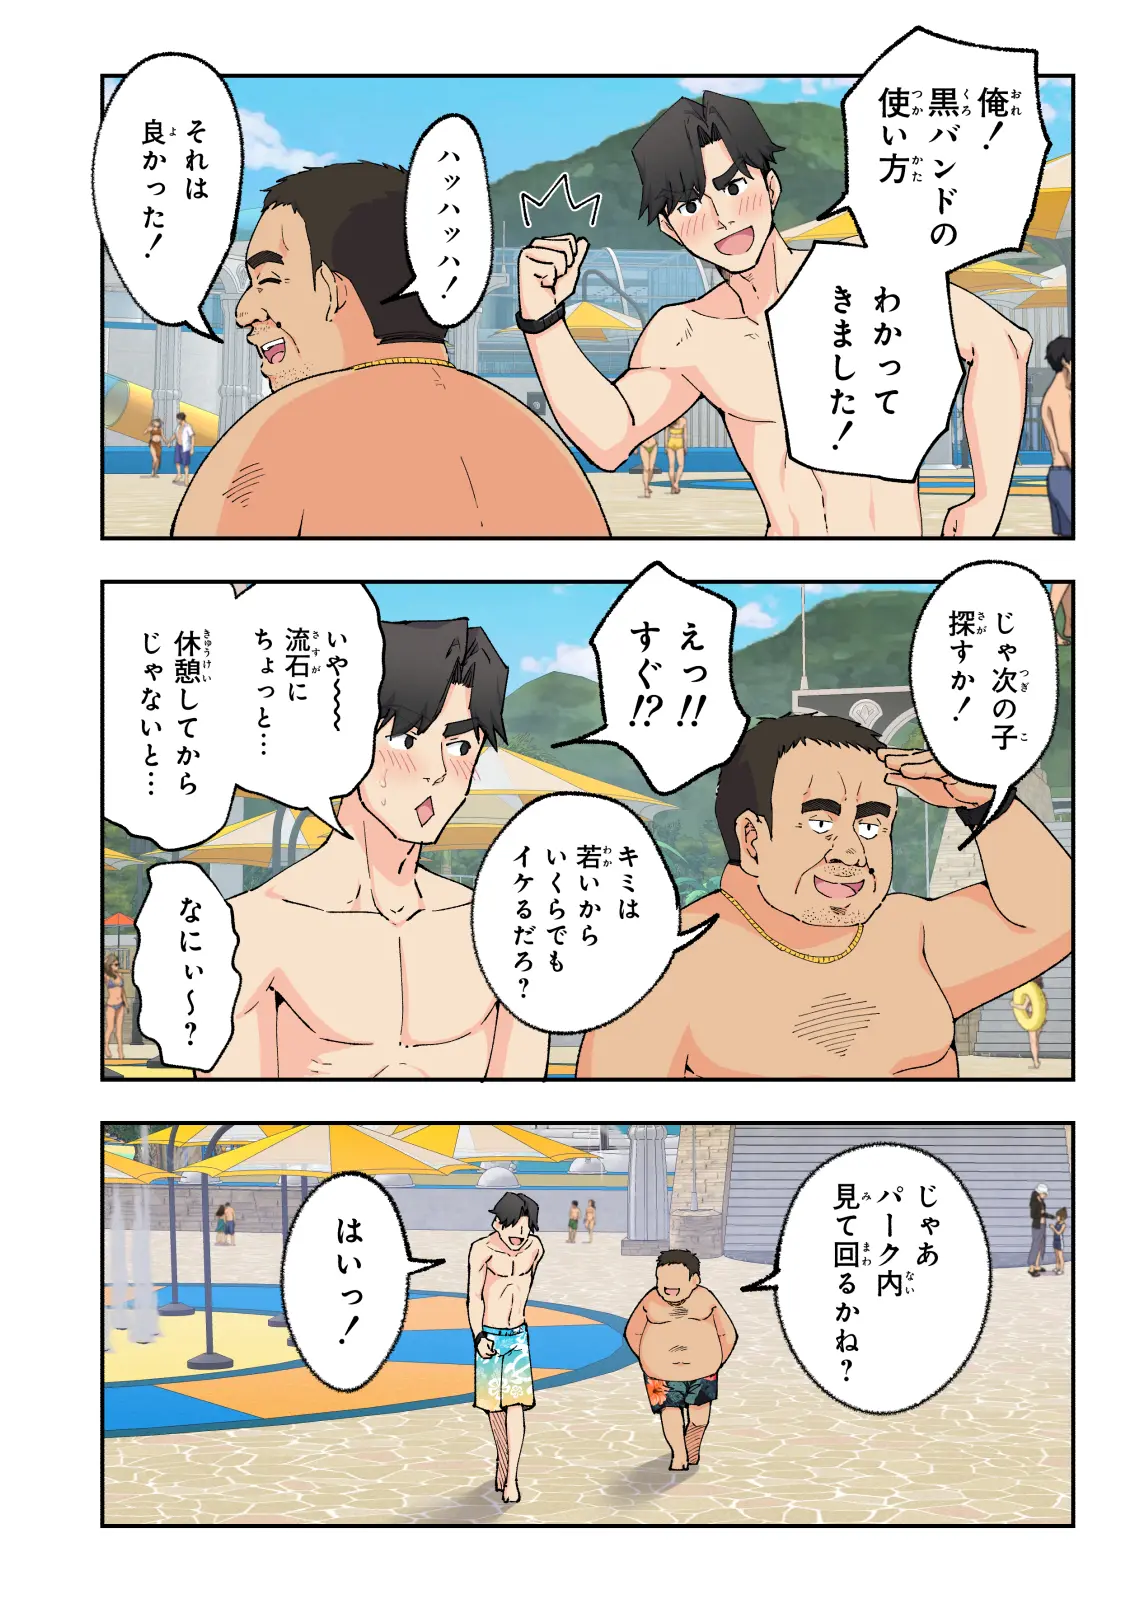 俺！
黒バンドの
使い方
わかって
きました！
ハッハッハッハ！
それは
良かった！
じゃ次の子
探すか！
えっ!!
すぐ!?
キミは
若いから
いくらでも
イケるだろ？
いや～～～
流石に
ちょっと…
休憩してから
じゃないと…
なにぃ～？
じゃあ
パーク内
見て回るかね？
はいっ！